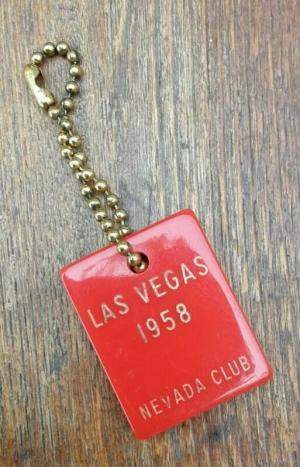 LAS VEGAS
1958
NEVADA CLUB